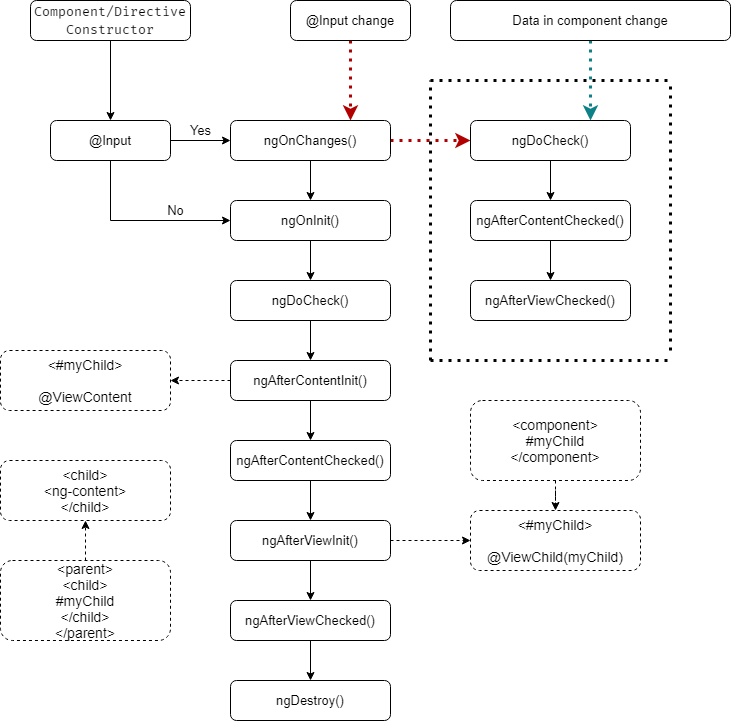 Component/Directive
Constructor
@Input change
Data in component change
@Input
Yes
ngOnChanges()
ngDoCheck()
No
ngOnInit()
ngAfterContentChecked()
ngDoCheck()
ngAfterViewChecked()
<#myChild>
@ViewContent
ngAfterContentInit()
<component>
#myChild
</component>
ngAfterContentChecked()
<child>
<ng-content>
</child>
ngAfterViewInit()
<#myChild>
@ViewChild(myChild)
<parent>
<child>
#myChild
</child>
</parent>
ngAfterViewChecked()
ngDestroy()